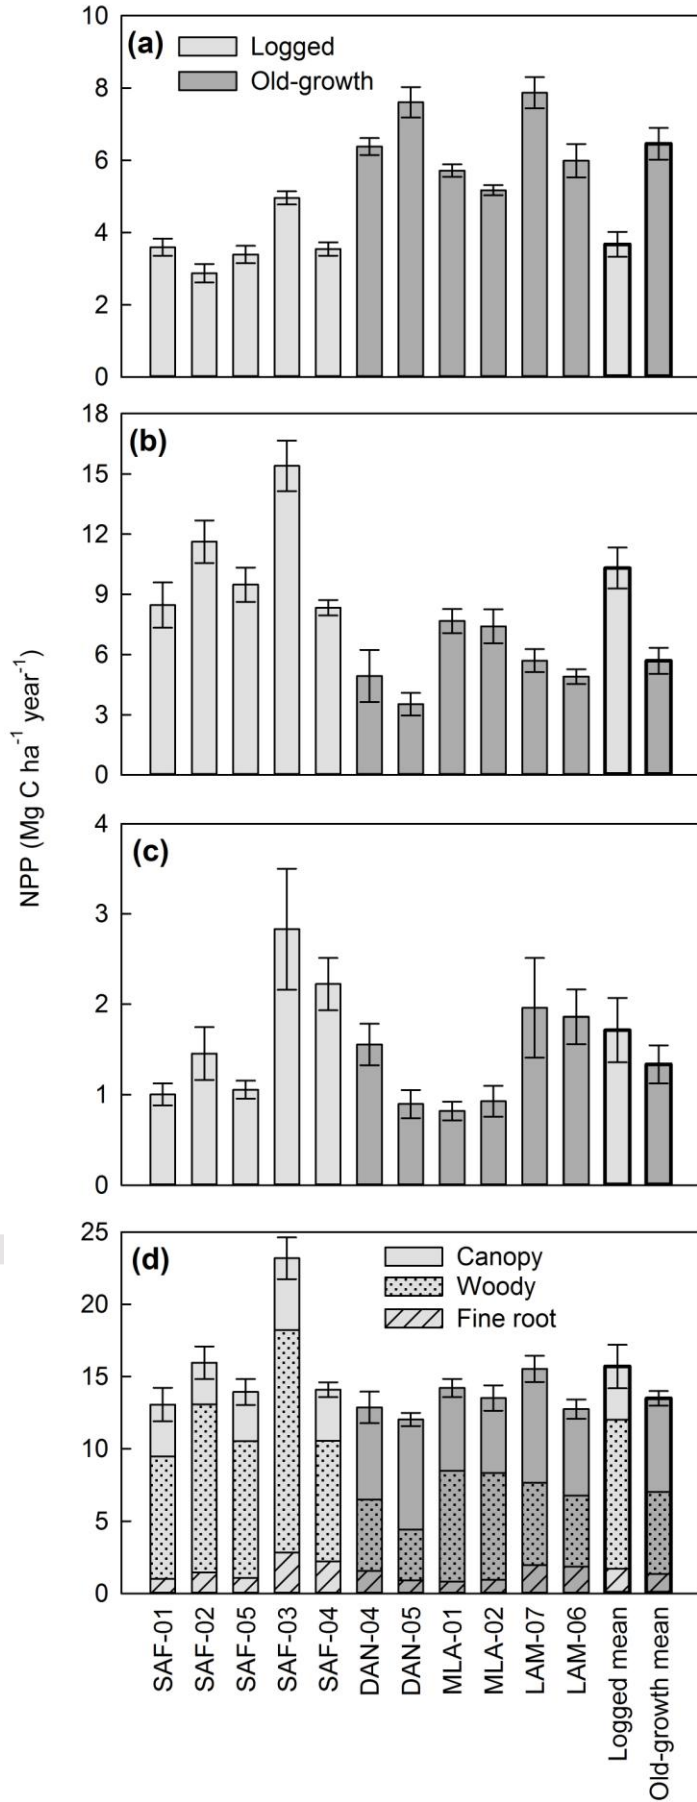 10
8
6
4
2
0
(a)
Logged
Old-growth
18
15
12
9
6
3
0
(b)
NPP (Mg C ha⁻¹ year⁻¹)
4
3
2
1
0
(c)
25
20
15
10
5
0
(d)
Canopy
Woody
Fine root
SAF-01
SAF-02
SAF-05
SAF-03
SAF-04
DAN-04
DAN-05
MLA-01
MLA-02
LAM-07
LAM-06
Logged mean
Old-growth mean